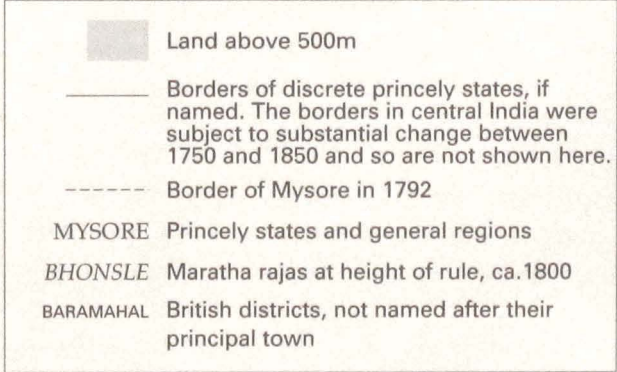 Land above 500m
Borders of discrete princely states, if
named. The borders in central India were
subject to substantial change between
1750 and 1850 and so are not shown here.
Border of Mysore in 1792
MYSORE Princely states and general regions
BHONSLE Maratha rajas at height of rule, ca.1800
BARAMAHAL British districts, not named after their
principal town